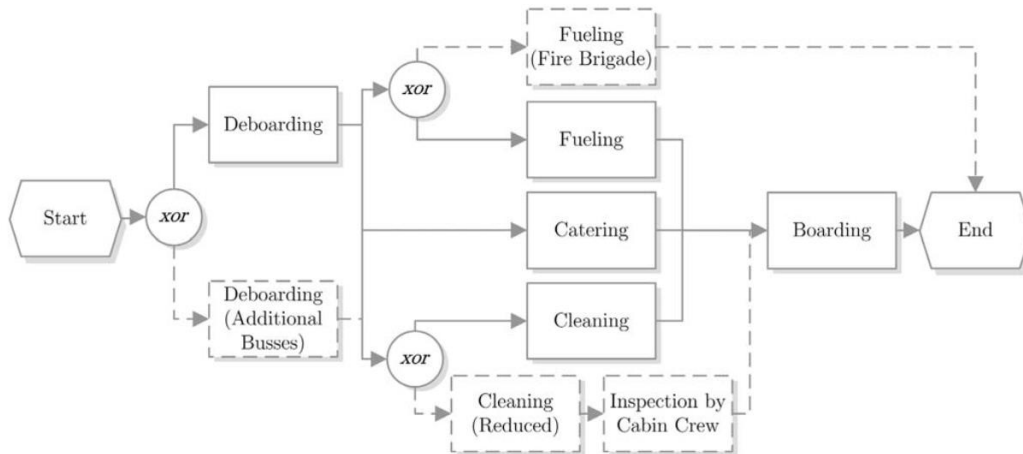 Fueling
(Fire Brigade)
xor
Deboarding
Fueling
Start
xor
Catering
Boarding
End
Deboarding
(Additional
Busses)
Cleaning
xor
Cleaning
(Reduced)
Inspection by
Cabin Crew